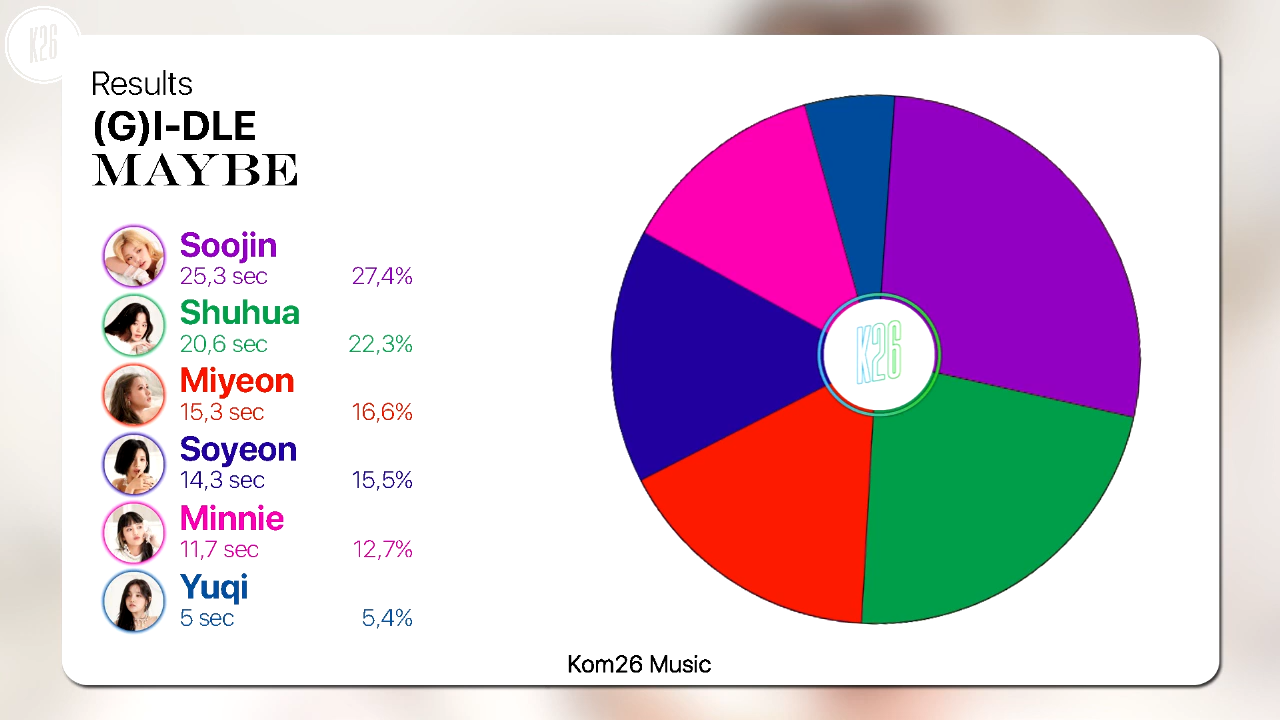 K26
Results
(G)I-DLE
MAYBE
Soojin
25,3 sec 27,4%
Shuhua
20,6 sec 22,3%
Miyeon
15,3 sec 16,6%
Soyeon
14,3 sec 15,5%
Minnie
11,7 sec 12,7%
Yuqi
5 sec 5,4%
K26
Kom26 Music